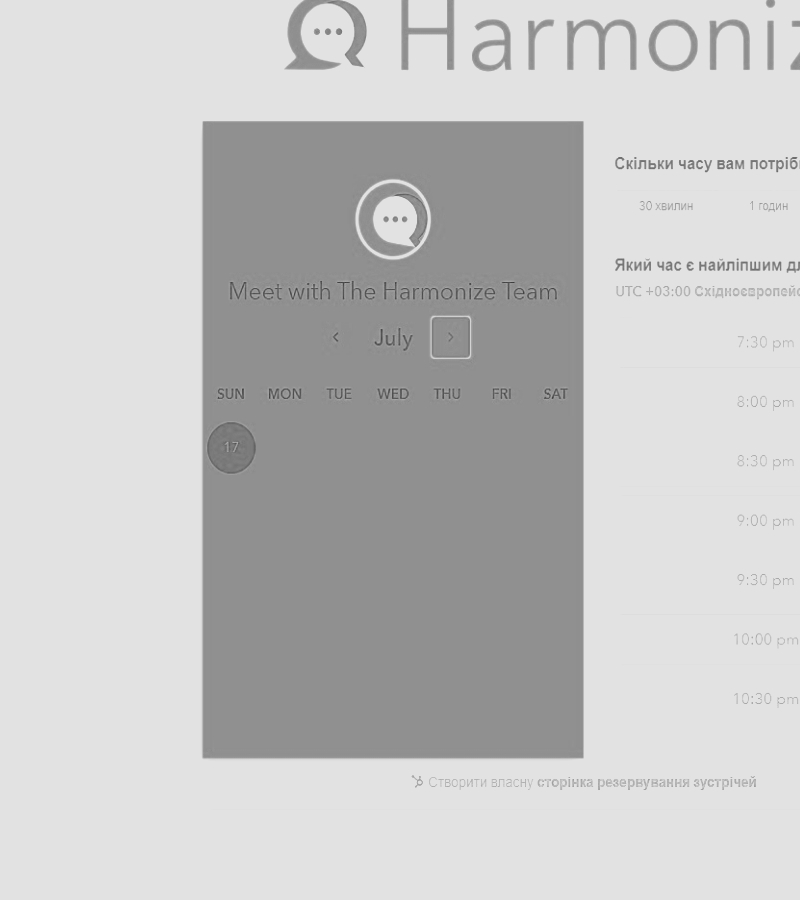 Harmoniz
Meet with The Harmonize Team
July
SUN MON TUE WED THU FRI SAT
17
Скільки часу вам потріб
30 хвилин 1 годин
Який час є найліпшим д
UTC +03:00 Східноєвропейс
7:30 pm
8:00 pm
8:30 pm
9:00 pm
9:30 pm
10:00 pm
10:30 pm
Створити власну сторінка резервування зустрічей